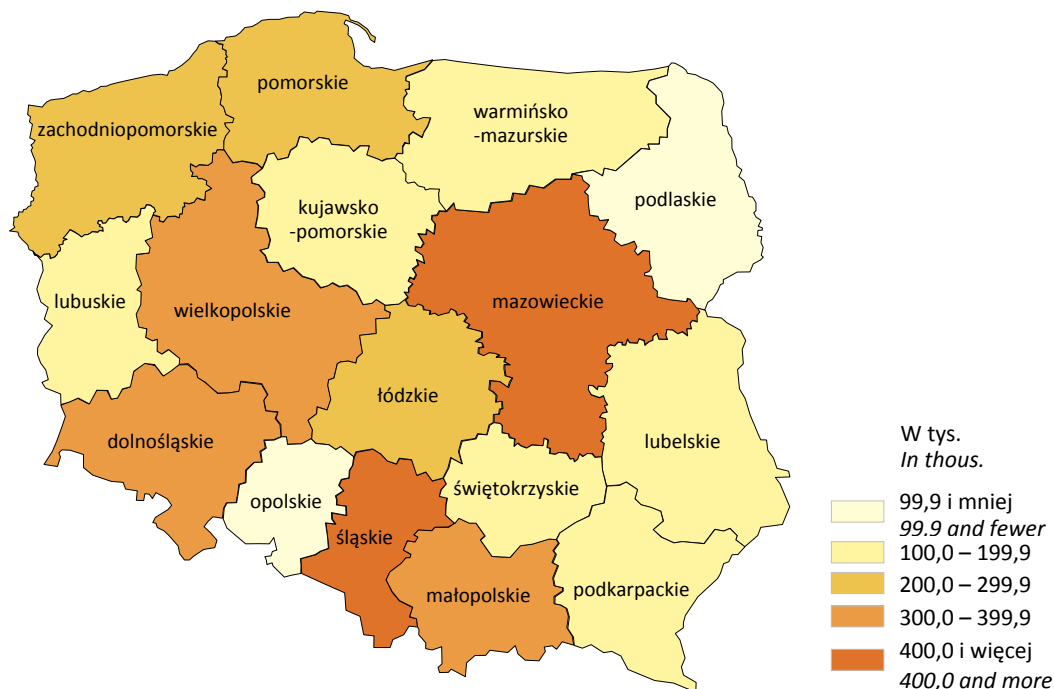 pomorskie
zachodniopomorskie
warmińsko
-mazurskie
podlaskie
kujawsko
-pomorskie
lubuskie
wielkopolskie
mazowieckie
łódzkie
dolnośląskie
lubelskie
opolskie
świętokrzyskie
śląskie
małopolskie
podkarpackie
W tys.
In thous.
99,9 i mniej
99.9 and fewer
100,0 – 199,9
200,0 – 299,9
300,0 – 399,9
400,0 i więcej
400,0 and more